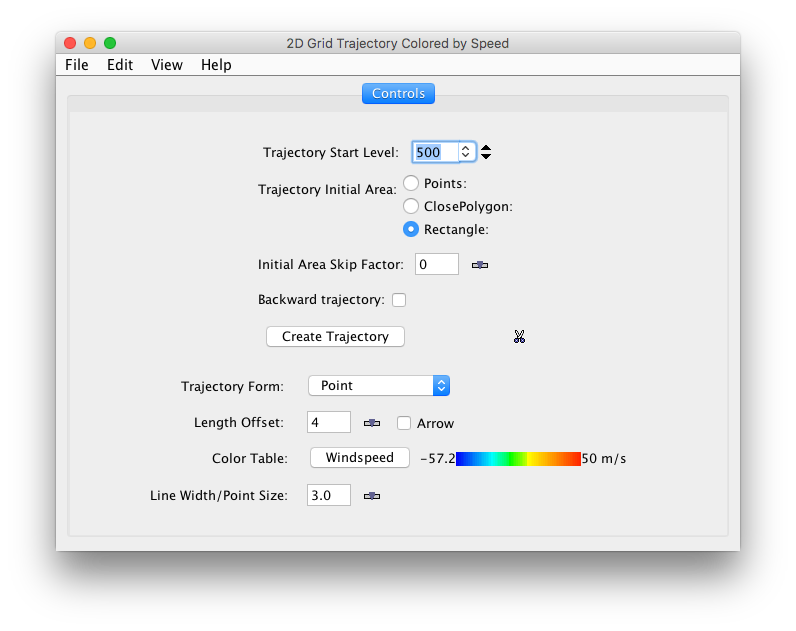 2D Grid Trajectory Colored by Speed
File Edit View Help
Controls
Trajectory Start Level: 500
Trajectory Initial Area: Points:
ClosePolygon:
Rectangle:
Initial Area Skip Factor: 0
Backward trajectory:
Create Trajectory
Trajectory Form: Point
Length Offset: 4 Arrow
Color Table: Windspeed -57.2 50 m/s
Line Width/Point Size: 3.0